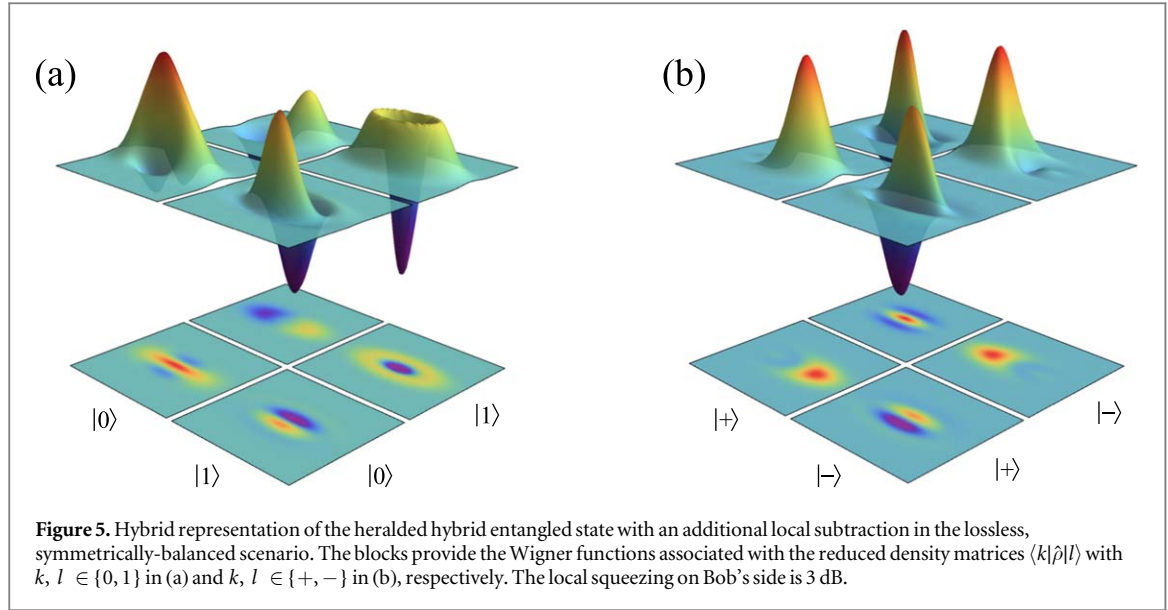 (a)
(b)
|0⟩
|1⟩
|1⟩
|0⟩
|+⟩
|−⟩
|−⟩
|+⟩
Figure 5. Hybrid representation of the heralded hybrid entangled state with an additional local subtraction in the lossless,
symmetrically-balanced scenario. The blocks provide the Wigner functions associated with the reduced density matrices ⟨k|ρ̂|l⟩ with
k, l ∈ {0, 1} in (a) and k, l ∈ {+, −} in (b), respectively. The local squeezing on Bob's side is 3 dB.